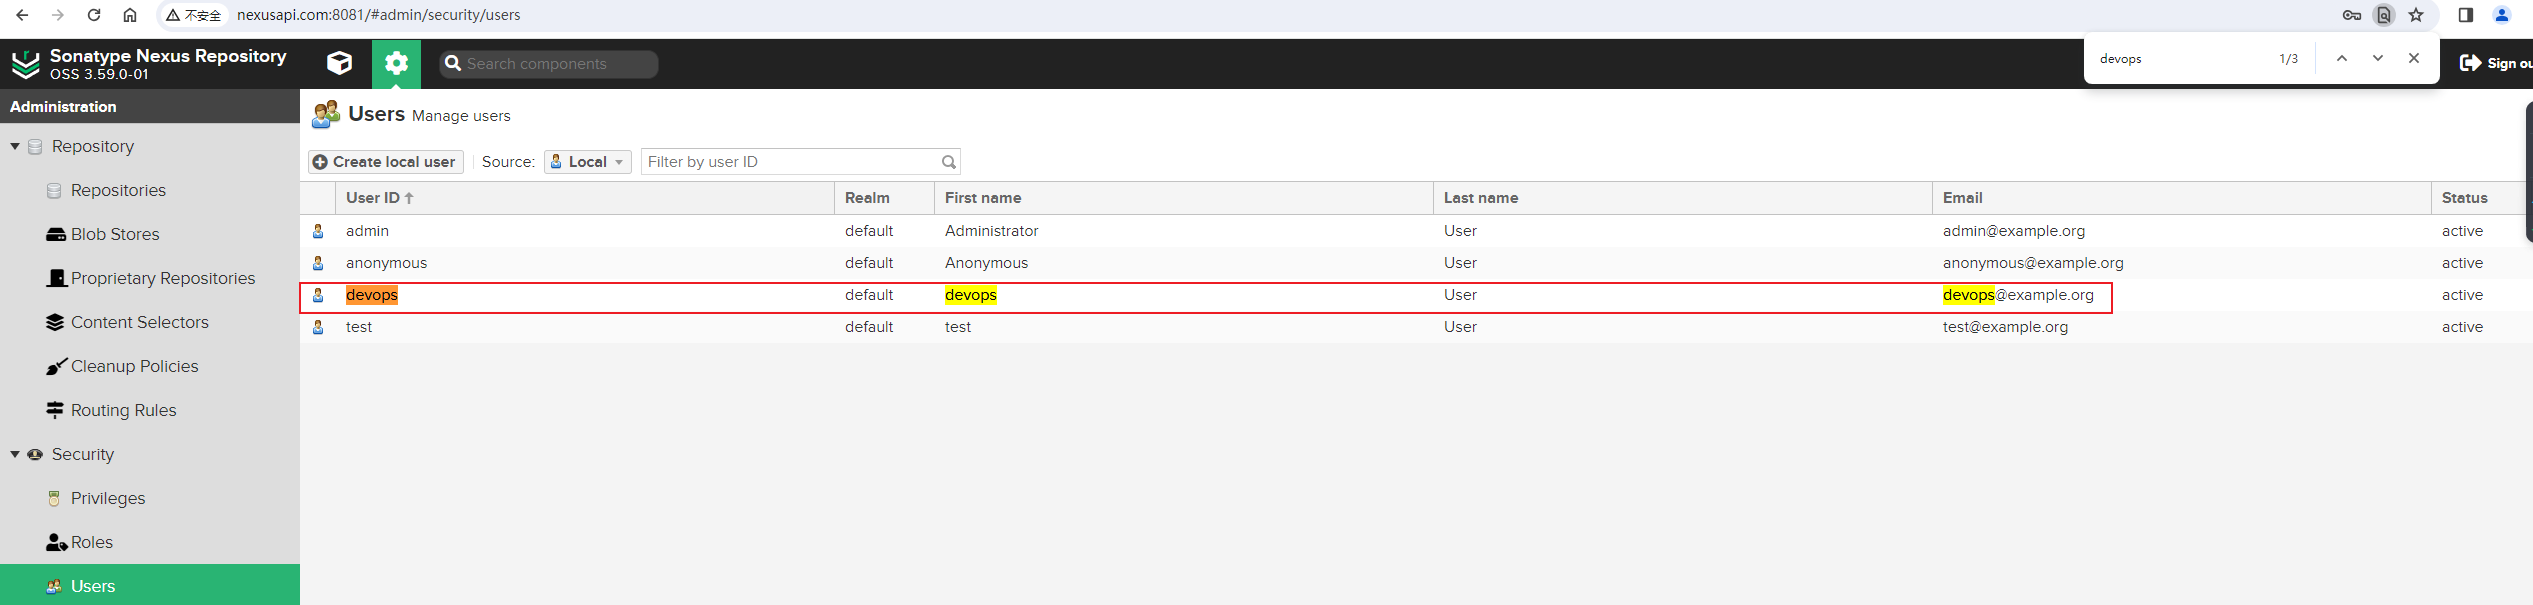 不安全 nexusapi.com:8081/#admin/security/users
devops 1/3
Sonatype Nexus Repository
OSS 3.59.0-01
Search components
Sign ou
Administration
Repository
Repositories
Blob Stores
Proprietary Repositories
Content Selectors
Cleanup Policies
Routing Rules
Security
Privileges
Roles
Users
Users Manage users
Create local user Source: Local Filter by user ID
User ID Realm First name Last name Email Status
admin default Administrator User admin@example.org active
anonymous default Anonymous User anonymous@example.org active
devops default devops User devops@example.org active
test default test User test@example.org active